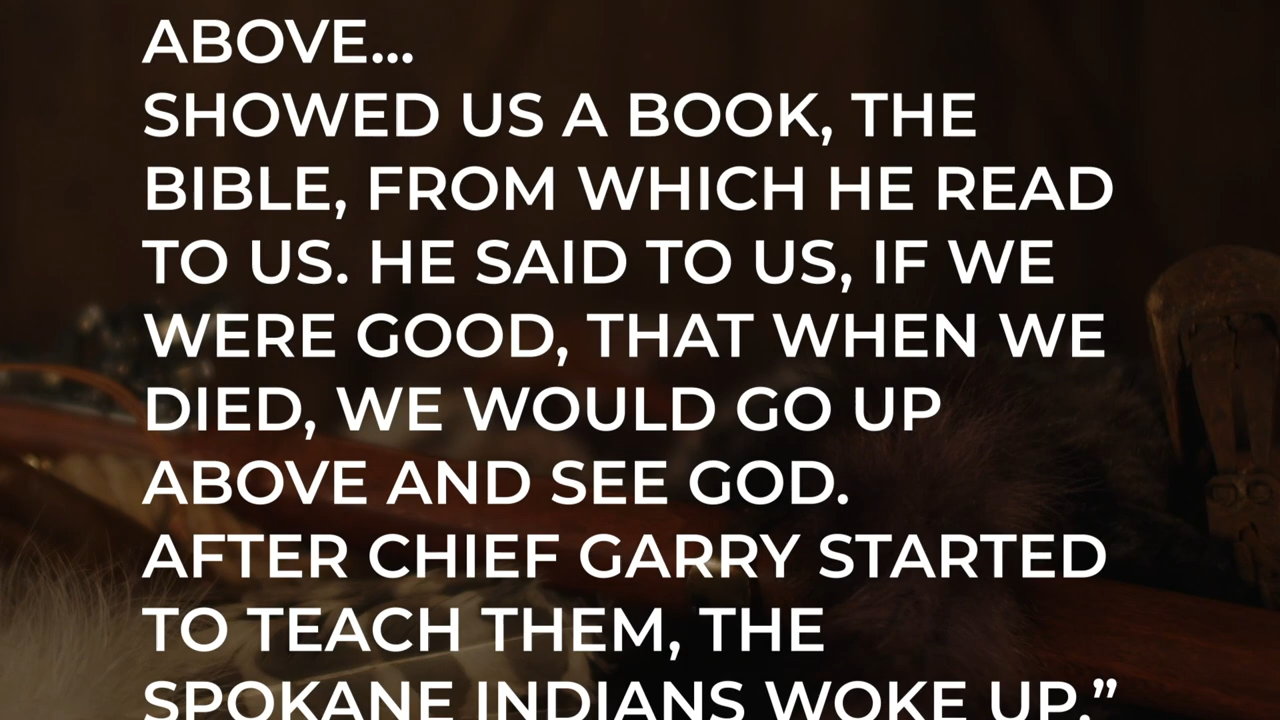 ABOVE...
SHOWED US A BOOK, THE
BIBLE, FROM WHICH HE READ
TO US. HE SAID TO US, IF WE
WERE GOOD, THAT WHEN WE
DIED, WE WOULD GO UP
ABOVE AND SEE GOD.
AFTER CHIEF GARRY STARTED
TO TEACH THEM, THE
SPOKANE INDIANS WOKE UP.”